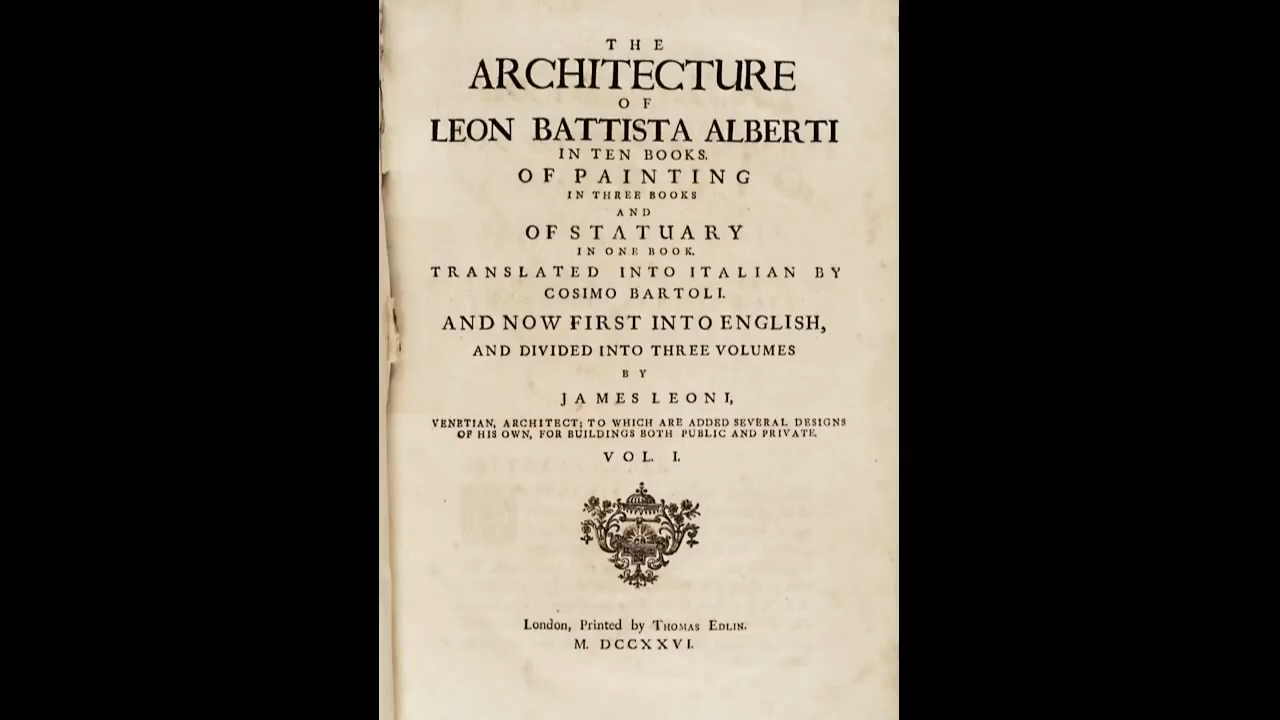 THE
ARCHITECTURE
OF
LEON BATTISTA ALBERTI
IN TEN BOOKS.
OF PAINTING
IN THREE BOOKS
AND
OF STATUARY
IN ONE BOOK.
TRANSLATED INTO ITALIAN BY
COSIMO BARTOLI.
AND NOW FIRST INTO ENGLISH,
AND DIVIDED INTO THREE VOLUMES
BY
JAMES LEONI,
VENETIAN, ARCHITECT; TO WHICH ARE ADDED SEVERAL DESIGNS
OF HIS OWN, FOR BUILDINGS BOTH PUBLIC AND PRIVATE.
VOL. I.
London, Printed by THOMAS EDLIN.
M. DCCXXVI.